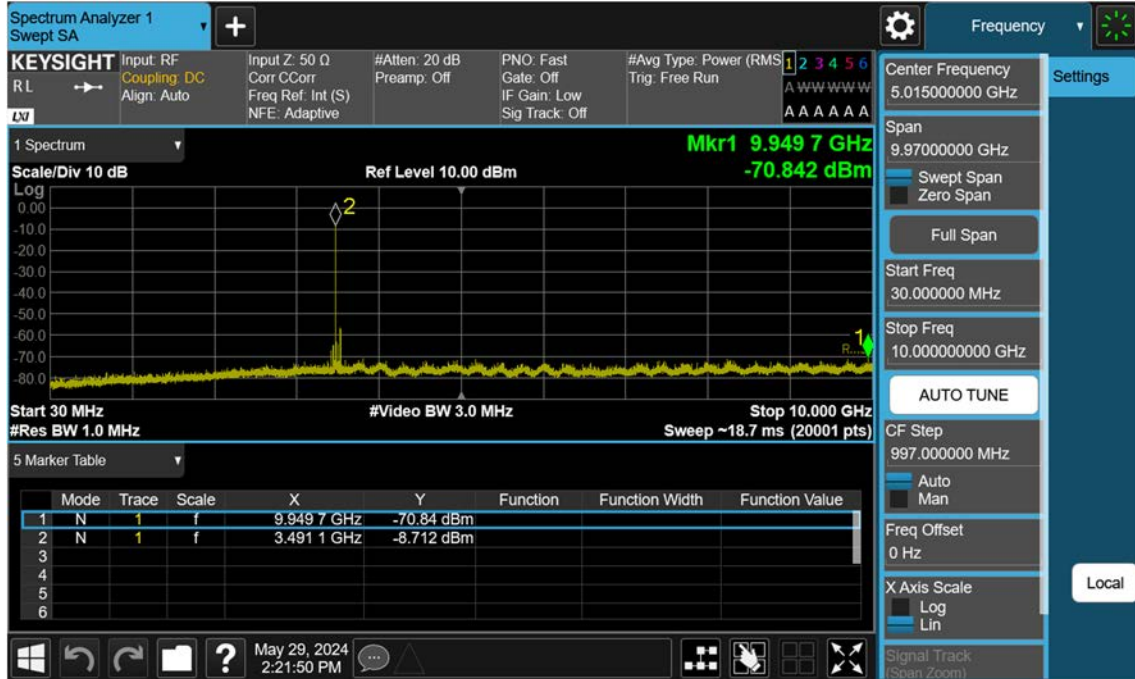 Spectrum Analyzer 1
Swept SA
Frequency
KEYSIGHT
R L
LXI
Input: RF
Coupling: DC
Align: Auto
Input Z: 50 Ω
Corr CCorr
Freq Ref: Int (S)
NFE: Adaptive
#Atten: 20 dB
Preamp: Off
PNO: Fast
Gate: Off
IF Gain: Low
Sig Track: Off
#Avg Type: Power (RMS
Trig: Free Run
1 2 3 4 5 6
A W W W W W
A A A A A A
1 Spectrum
Mkr1 9.949 7 GHz
Scale/Div 10 dB
Ref Level 10.00 dBm
-70.842 dBm
Log
0.00
-10.0
-20.0
-30.0
-40.0
-50.0
-60.0
-70.0
-80.0
2
1
R....
Start 30 MHz
#Video BW 3.0 MHz
Stop 10.000 GHz
#Res BW 1.0 MHz
Sweep ~18.7 ms (20001 pts)
5 Marker Table
Mode Trace Scale X Y Function Function Width Function Value
1 N 1 f 9.949 7 GHz -70.84 dBm
2 N 1 f 3.491 1 GHz -8.712 dBm
3
4
5
6
?
May 29, 2024
2:21:50 PM
Center Frequency
5.015000000 GHz
Settings
Span
9.97000000 GHz
Swept Span
Zero Span
Full Span
Start Freq
30.000000 MHz
Stop Freq
10.000000000 GHz
AUTO TUNE
CF Step
997.000000 MHz
Auto
Man
Freq Offset
0 Hz
X Axis Scale
Log
Lin
Local
Signal Track
(Span Zoom)